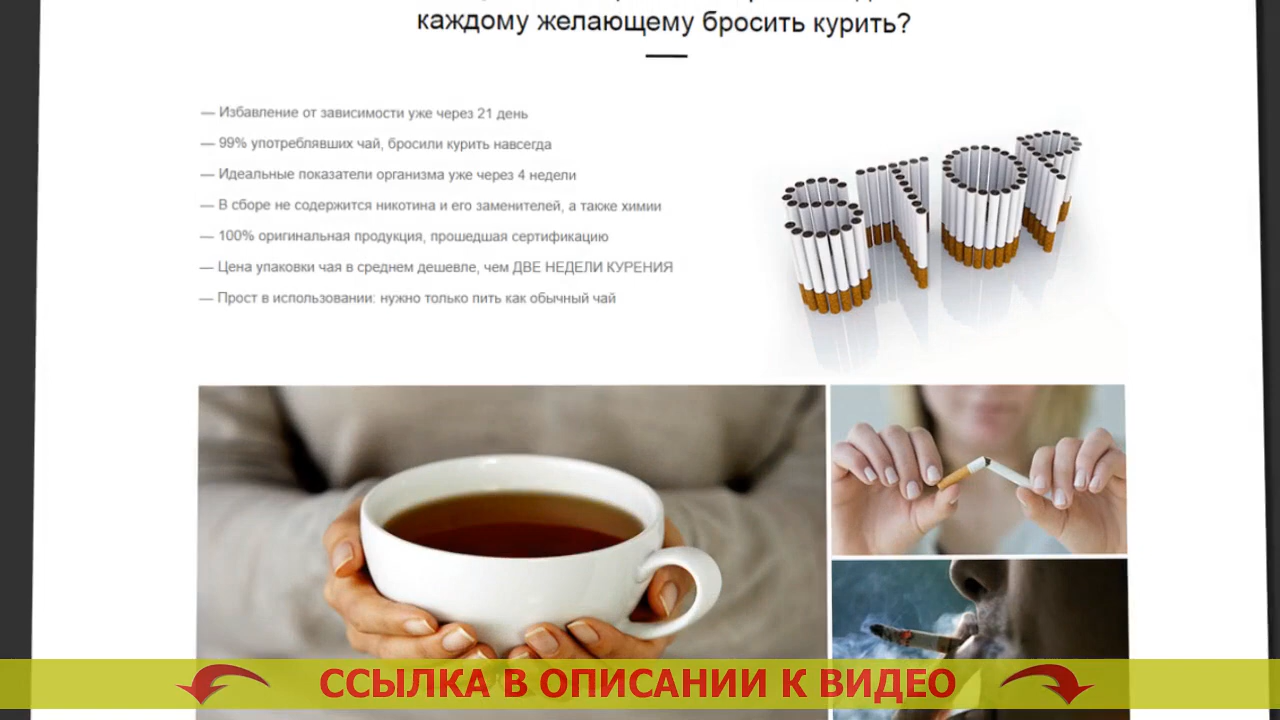 каждому желающему бросить курить?
— Избавление от зависимости уже через 21 день
— 99% употреблявших чай, бросили курить навсегда
— Идеальные показатели организма уже через 4 недели
— В сборе не содержится никотина и его заменителей, а также химии
— 100% оригинальная продукция, прошедшая сертификацию
— Цена упаковки чая в среднем дешевле, чем ДВЕ НЕДЕЛИ КУРЕНИЯ
— Прост в использовании: нужно только пить как обычный чай
STOP
ССЫЛКА В ОПИСАНИИ К ВИДЕО